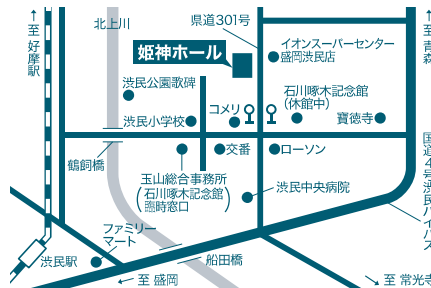 ↑至 好摩駅
北上川
県道301号
↑至 青森
姫神ホール
イオンスーパーセンター
盛岡渋民店
渋民公園歌碑
石川啄木記念館
(休館中)
コメリ
渋民小学校
寶徳寺
鶴飼橋
交番
ローソン
国道4号渋民バイパス
玉山総合事務所
(石川啄木記念館
臨時窓口)
渋民中央病院
ファミリー
マート
渋民駅
船田橋
←至 盛岡
→至 常光寺